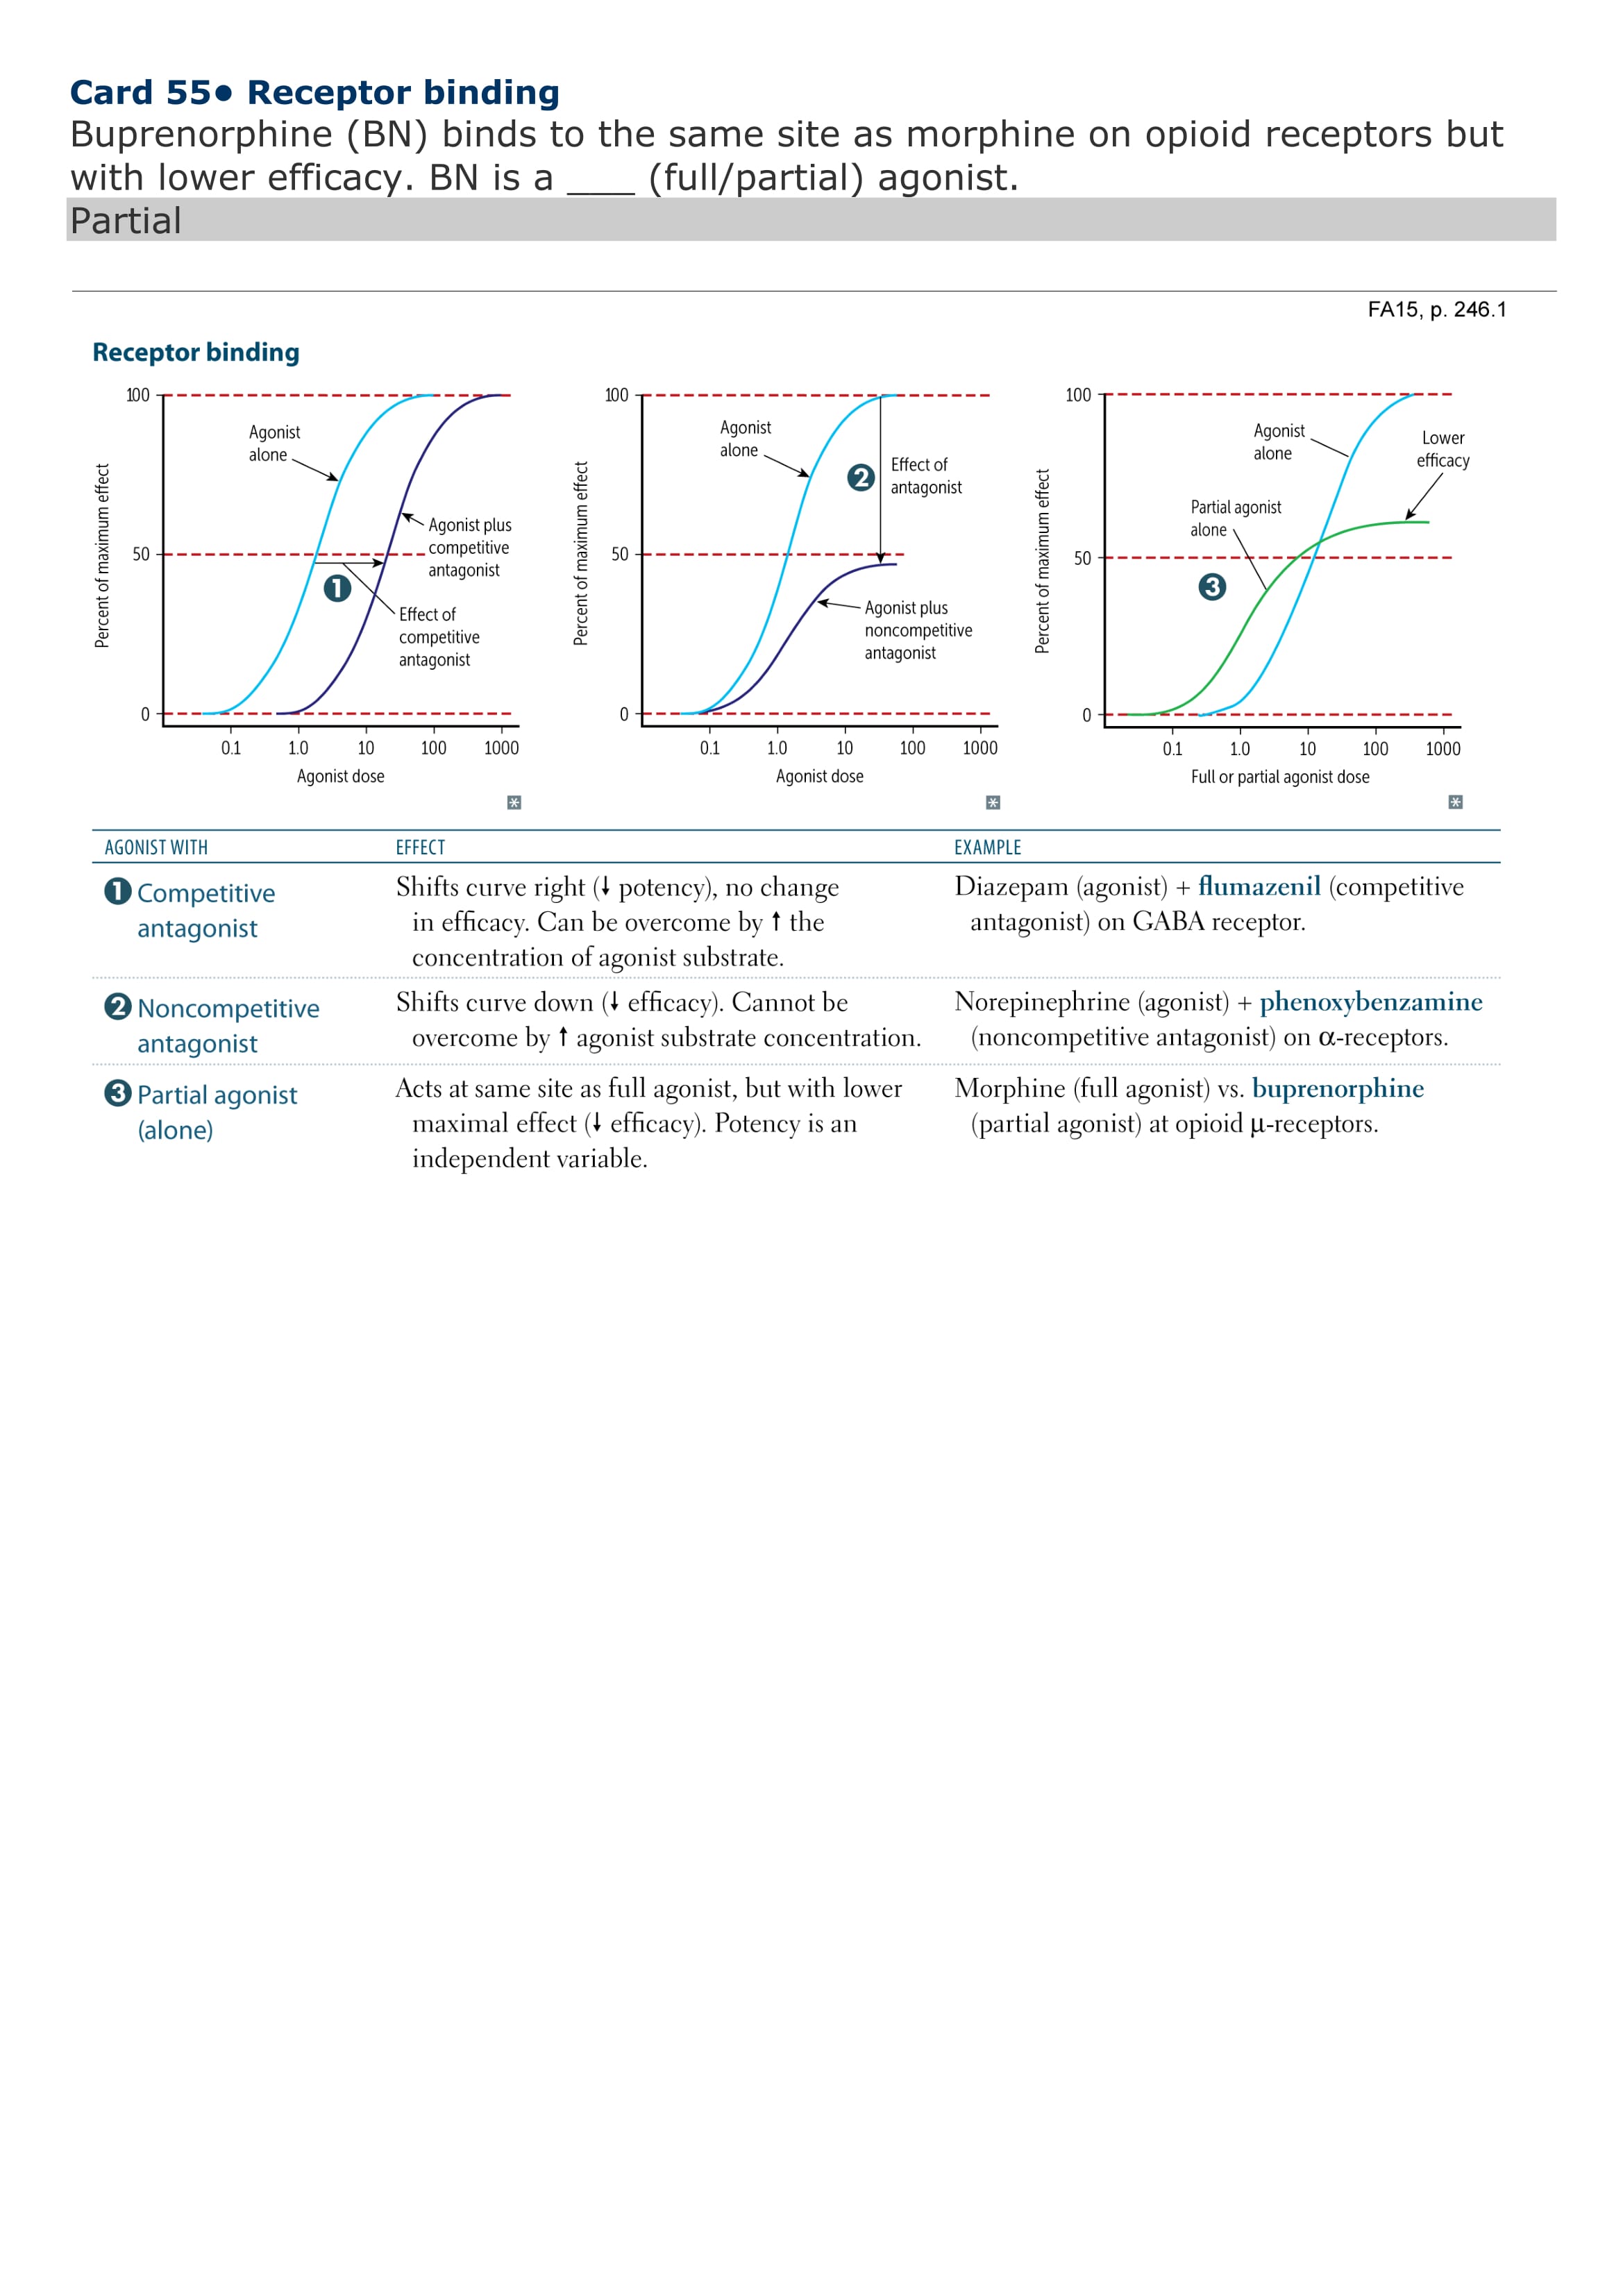 Card 55● Receptor binding
Buprenorphine (BN) binds to the same site as morphine on opioid receptors but
with lower efficacy. BN is a ___ (full/partial) agonist.
Partial
FA15, p. 246.1
Receptor binding
Percent of maximum effect
100
50
0
Agonist
alone
Agonist plus
competitive
antagonist
1
Effect of
competitive
antagonist
0.1 1.0 10 100 1000
Agonist dose
*
Percent of maximum effect
100
50
0
Agonist
alone
2
Effect of
antagonist
Agonist plus
noncompetitive
antagonist
0.1 1.0 10 100 1000
Agonist dose
*
Percent of maximum effect
100
50
0
Agonist
alone
Lower
efficacy
Partial agonist
alone
3
0.1 1.0 10 100 1000
Full or partial agonist dose
*
AGONIST WITH EFFECT EXAMPLE
1 Competitive
antagonist
Shifts curve right (↓ potency), no change
in efficacy. Can be overcome by ↑ the
concentration of agonist substrate.
Diazepam (agonist) + flumazenil (competitive
antagonist) on GABA receptor.
2 Noncompetitive
antagonist
Shifts curve down (↓ efficacy). Cannot be
overcome by ↑ agonist substrate concentration.
Norepinephrine (agonist) + phenoxybenzamine
(noncompetitive antagonist) on α-receptors.
3 Partial agonist
(alone)
Acts at same site as full agonist, but with lower
maximal effect (↓ efficacy). Potency is an
independent variable.
Morphine (full agonist) vs. buprenorphine
(partial agonist) at opioid μ-receptors.